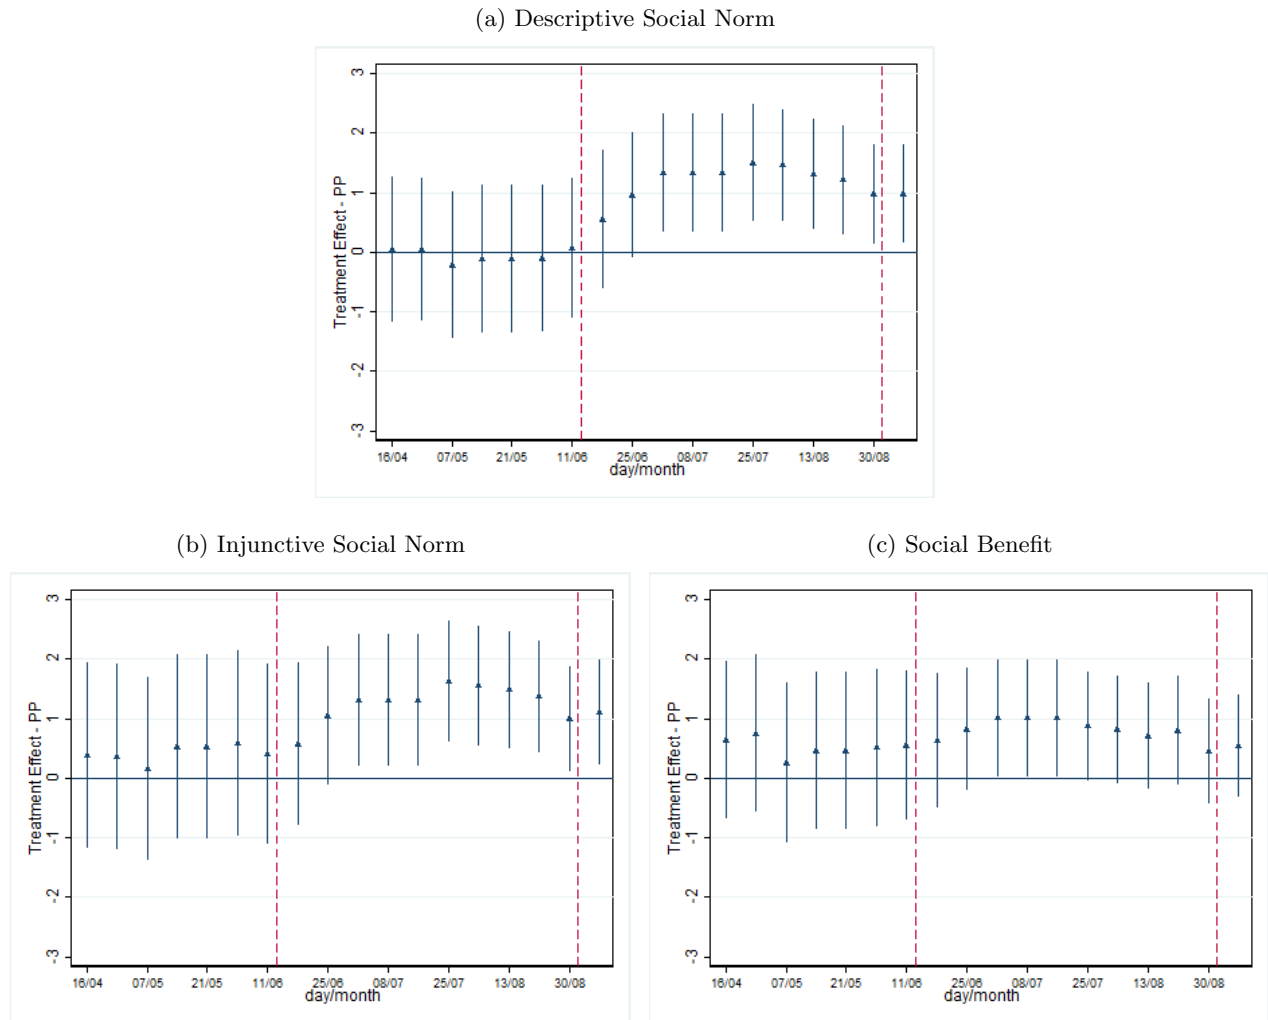 (a) Descriptive Social Norm
Treatment Effect - PP
3
2
1
0
-1
-2
-3
16/04 07/05 21/05 11/06 25/06 08/07 25/07 13/08 30/08
day/month
(b) Injunctive Social Norm
Treatment Effect - PP
3
2
1
0
-1
-2
-3
16/04 07/05 21/05 11/06 25/06 08/07 25/07 13/08 30/08
day/month
(c) Social Benefit
Treatment Effect - PP
3
2
1
0
-1
-2
-3
16/04 07/05 21/05 11/06 25/06 08/07 25/07 13/08 30/08
day/month